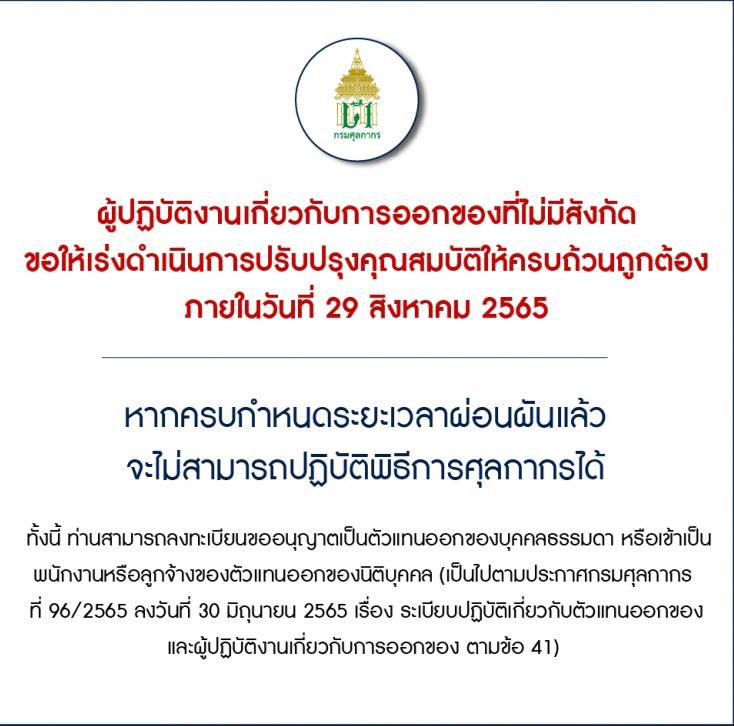 กรมศุลกากร
ผู้ปฏิบัติงานเกี่ยวกับการออกของที่ไม่มีสังกัด
ขอให้เร่งดำเนินการปรับปรุงคุณสมบัติให้ครบถ้วนถูกต้อง
ภายในวันที่ 29 สิงหาคม 2565
หากครบกำหนดระยะเวลาผ่อนผันแล้ว
จะไม่สามารถปฏิบัติพิธีการศุลกากรได้
ทั้งนี้ ท่านสามารถลงทะเบียนขออนุญาตเป็นตัวแทนออกของบุคคลธรรมดา หรือเข้าเป็น
พนักงานหรือลูกจ้างของตัวแทนออกของนิติบุคคล (เป็นไปตามประกาศกรมศุลกากร
ที่ 96/2565 ลงวันที่ 30 มิถุนายน 2565 เรื่อง ระเบียบปฏิบัติเกี่ยวกับตัวแทนออกของ
และผู้ปฏิบัติงานเกี่ยวกับการออกของ ตามข้อ 41)